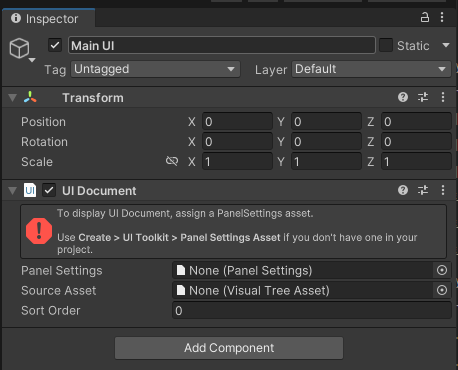 Inspector
Main UI
Static
Tag Untagged Layer Default
Transform
Position X 0 Y 0 Z 0
Rotation X 0 Y 0 Z 0
Scale X 1 Y 1 Z 1
UI UI Document
To display UI Document, assign a PanelSettings asset.
Use Create > UI Toolkit > Panel Settings Asset if you don't have one in your
project.
Panel Settings None (Panel Settings)
Source Asset None (Visual Tree Asset)
Sort Order 0
Add Component